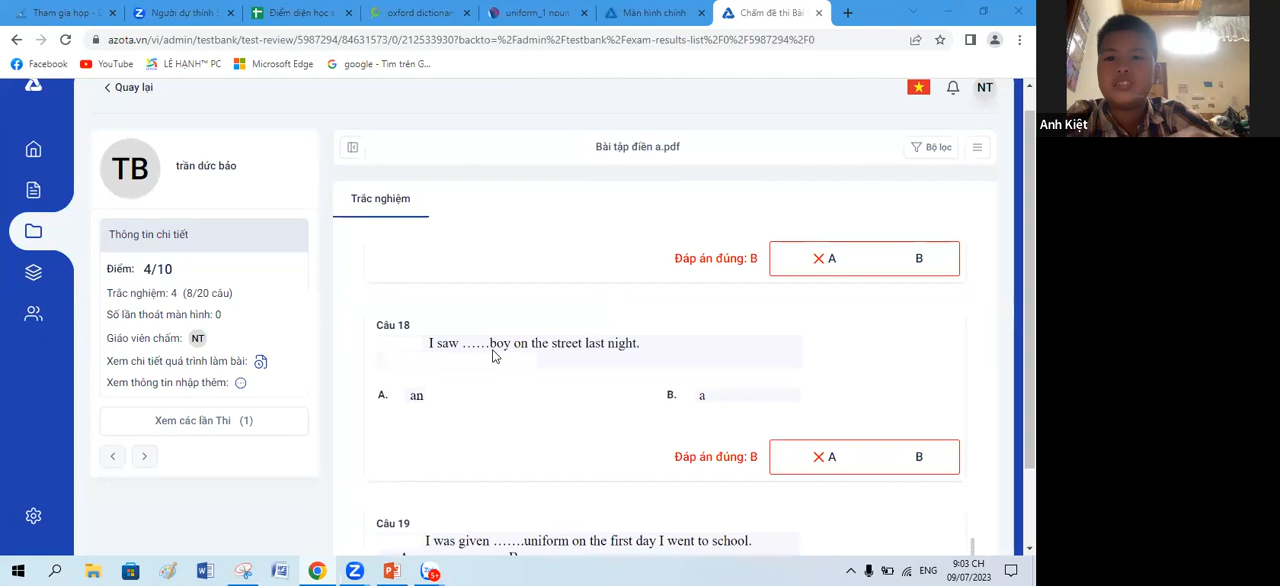 Tham gia họp - Z
Người dự thính
Điểm diện học s
oxford dictionar
uniform_1 noun
Màn hình chính
Chấm đề thi Bài
azota.vn/vi/admin/testbank/test-review/5987294/84631573/0/212533930?backto=%2Fadmin%2Ftestbank%2Fexam-results-list%2F0%2F5987294%2F0
Facebook YouTube LÊ HẠNH™ PC Microsoft Edge google - Tìm trên G...
Quay lại
NT
TB
trần dức bảo
Bài tập điền a.pdf
Bộ lọc
Trắc nghiệm
Thông tin chi tiết
Điểm: 4/10
Trắc nghiệm: 4 (8/20 câu)
Số lần thoát màn hình: 0
Giáo viên chấm: NT
Xem chi tiết quá trình làm bài:
Xem thông tin nhập thêm:
Xem các lần Thi (1)
Đáp án đúng: B A B
Câu 18
I saw ……boy on the street last night.
A. an B. a
Đáp án đúng: B A B
Câu 19
I was given …….uniform on the first day I went to school.
Anh Kiệt
5+
ENG
9:03 CH
09/07/2023